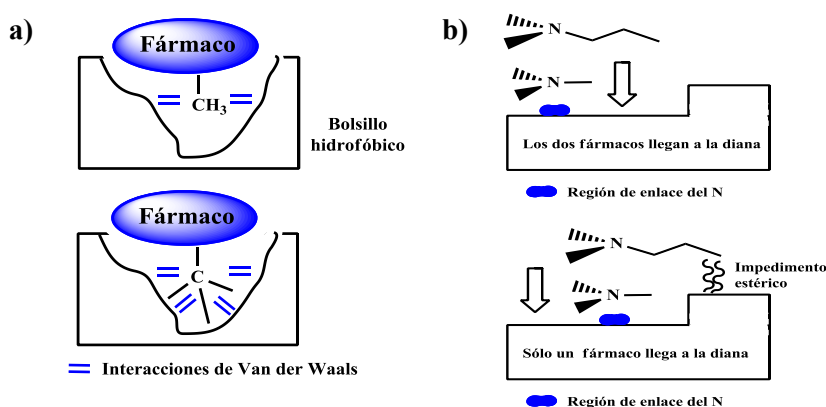 a)
Fármaco
CH3
Bolsillo
hidrofóbico
Fármaco
C
Interacciones de Van der Waals
b)
N
N
Los dos fármacos llegan a la diana
Región de enlace del N
N
Impedimento
estérico
N
Sólo un fármaco llega a la diana
Región de enlace del N